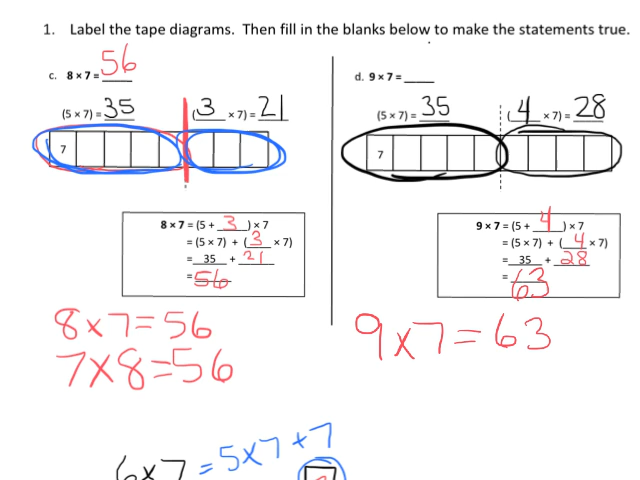 1. Label the tape diagrams. Then fill in the blanks below to make the statements true.
c. 8 x 7 = 56
(5 x 7) = 35 (3 x 7) = 21
7
8 x 7 = (5 + 3) x 7
= (5 x 7) + (3 x 7)
= 35 + 21
= 56
8 x 7 = 56
7 x 8 = 56
d. 9 x 7 = ____
(5 x 7) = 35 (4 x 7) = 28
7
9 x 7 = (5 + 4) x 7
= (5 x 7) + (4 x 7)
= 35 + 28
= 63
63
9 x 7 = 63
6 x 7 = 5 x 7 + 7